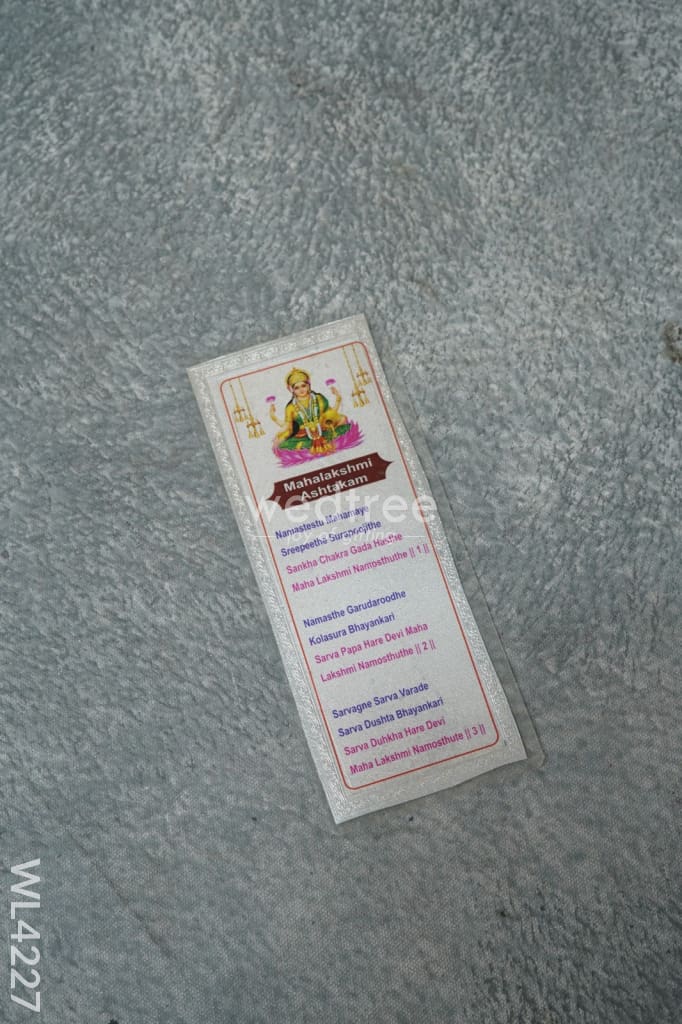 Mahalakshmi
Ashtakam
Namastestu Mahamaye
Sreepeethe Surapoojithe
Sankha Chakra Gada Hasthe
Maha Lakshmi Namosthuthe || 1 ||
Namasthe Garudaroodhe
Kolasura Bhayankari
Sarva Papa Hare Devi Maha
Lakshmi Namosthuthe || 2 ||
Sarvagne Sarva Varade
Sarva Dushta Bhayankari
Sarva Duhkha Hare Devi
Maha Lakshmi Namosthute || 3 ||
wedtree
WL4227